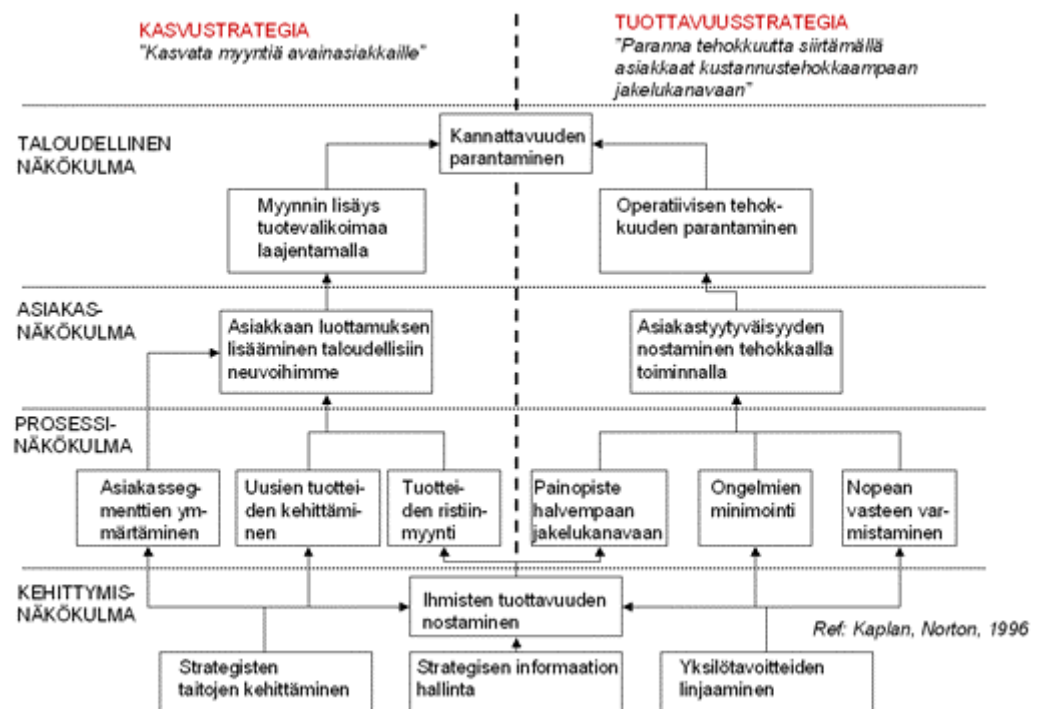 KASVUSTRATEGIA
"Kasvata myyntiä avainasiakkaille"
TUOTTAVUUSSTRATEGIA
"Paranna tehokkuutta siirtämällä
asiakkaat kustannustehokkaampaan
jakelukanavaan"
TALOUDELLINEN
NÄKÖKULMA
Kannattavuuden
parantaminen
Myynnin lisäys
tuotevalikoimaa
laajentamalla
Operatiivisen tehok-
kuuden parantaminen
ASIAKAS-
NÄKÖKULMA
Asiakkaan luottamuksen
lisääminen taloudellisiin
neuvoihimme
Asiakastyytyväisyyden
nostaminen tehokkaalla
toiminnalla
PROSESSI-
NÄKÖKULMA
Asiakasseg-
menttien ym-
märtäminen
Uusien tuottei-
den kehittämi-
nen
Tuottei-
den ristiin-
myynti
Painopiste
halvempaan
jakelukanavaan
Ongelmien
minimointi
Nopean
vasteen var-
mistaminen
KEHITTYMIS-
NÄKÖKULMA
Ihmisten tuottavuuden
nostaminen
Ref: Kaplan, Norton, 1996
Strategisten
taitojen kehittäminen
Strategisen informaation
hallinta
Yksilötavoitteiden
linjaaminen